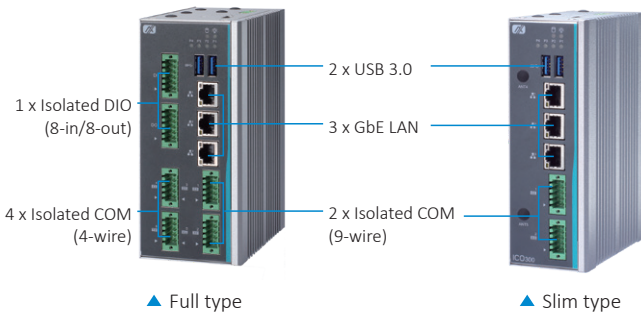 2 x USB 3.0
1 x Isolated DIO
(8-in/8-out)
3 x GbE LAN
4 x Isolated COM
(4-wire)
2 x Isolated COM
(9-wire)
ICO300
▲ Full type
▲ Slim type